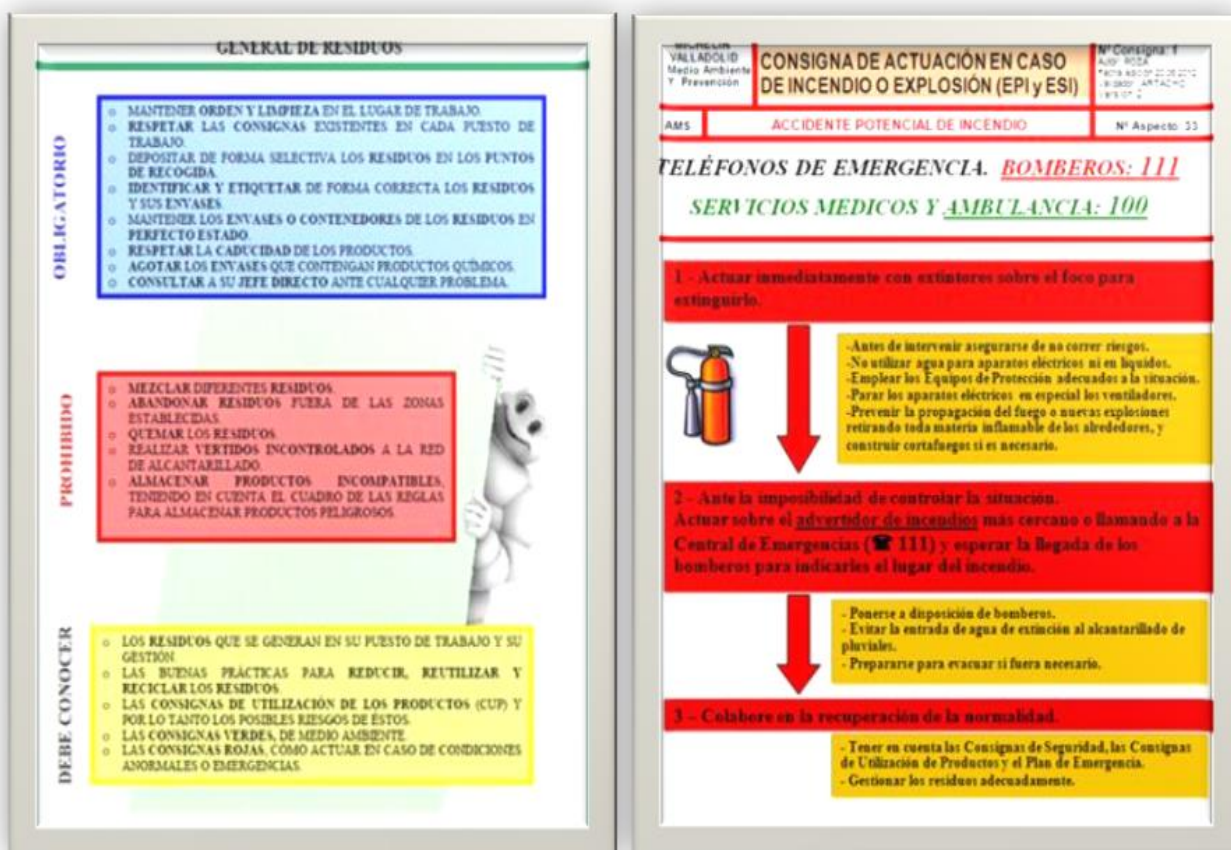 GENERAL DE RESIDUOS
OBLIGATORIO
o MANTENER ORDEN Y LIMPIEZA EN EL LUGAR DE TRABAJO.
o RESPETAR LAS CONSIGNAS EXISTENTES EN CADA PUESTO DE
TRABAJO.
o DEPOSITAR DE FORMA SELECTIVA LOS RESIDUOS EN LOS PUNTOS
DE RECOGIDA.
o IDENTIFICAR Y ETIQUETAR DE FORMA CORRECTA LOS RESIDUOS
Y SUS ENVASES.
o MANTENER LOS ENVASES O CONTENEDORES DE LOS RESIDUOS EN
PERFECTO ESTADO.
o RESPETAR LA CADUCIDAD DE LOS PRODUCTOS.
o AGOTAR LOS ENVASES QUE CONTENGAN PRODUCTOS QUÍMICOS.
o CONSULTAR A SU JEFE DIRECTO ANTE CUALQUIER PROBLEMA.
PROHIBIDO
o MEZCLAR DIFERENTES RESIDUOS.
o ABANDONAR RESIDUOS FUERA DE LAS ZONAS
ESTABLECIDAS.
o QUEMAR LOS RESIDUOS.
o REALIZAR VERTIDOS INCONTROLADOS A LA RED
DE ALCANTARILLADO.
o ALMACENAR PRODUCTOS INCOMPATIBLES,
TENIENDO EN CUENTA EL CUADRO DE LAS REGLAS
PARA ALMACENAR PRODUCTOS PELIGROSOS.
DEBE CONOCER
o LOS RESIDUOS QUE SE GENERAN EN SU PUESTO DE TRABAJO Y SU
GESTIÓN.
o LAS BUENAS PRÁCTICAS PARA REDUCIR, REUTILIZAR Y
RECICLAR LOS RESIDUOS.
o LAS CONSIGNAS DE UTILIZACIÓN DE LOS PRODUCTOS (CUP) Y
POR LO TANTO LOS POSIBLES RIESGOS DE ÉSTOS.
o LAS CONSIGNAS VERDES, DE MEDIO AMBIENTE.
o LAS CONSIGNAS ROJAS, CÓMO ACTUAR EN CASO DE CONDICIONES
ANORMALES O EMERGENCIAS.
MICHELIN
VALLADOLID
Medio Ambiente
Y Prevención
CONSIGNA DE ACTUACIÓN EN CASO
DE INCENDIO O EXPLOSIÓN (EPI y ESI)
Nº Consigna: 1
AMS
ACCIDENTE POTENCIAL DE INCENDIO
Nº Aspecto: 33
TELÉFONOS DE EMERGENCIA. BOMBEROS: 111
SERVICIOS MEDICOS Y AMBULANCIA: 100
1 - Actuar inmediatamente con extintores sobre el foco para
extinguirlo.
-Antes de intervenir asegurarse de no correr riesgos.
-No utilizar agua para aparatos eléctricos ni en líquidos.
-Emplear los Equipos de Protección adecuados a la situación.
-Parar los aparatos eléctricos en especial los ventiladores.
-Prevenir la propagación del fuego o nuevas explosiones
retirando toda materia inflamable de los alrededores, y
construir cortafuegos si es necesario.
2 - Ante la imposibilidad de controlar la situación.
Actuar sobre el advertidor de incendios más cercano o llamando a la
Central de Emergencias (☎ 111) y esperar la llegada de los
bomberos para indicarles el lugar del incendio.
- Ponerse a disposición de bomberos.
- Evitar la entrada de agua de extinción al alcantarillado de
pluviales.
- Prepararse para evacuar si fuera necesario.
3 – Colabore en la recuperación de la normalidad.
- Tener en cuenta las Consignas de Seguridad, las Consignas
de Utilización de Productos y el Plan de Emergencia.
- Gestionar los residuos adecuadamente.